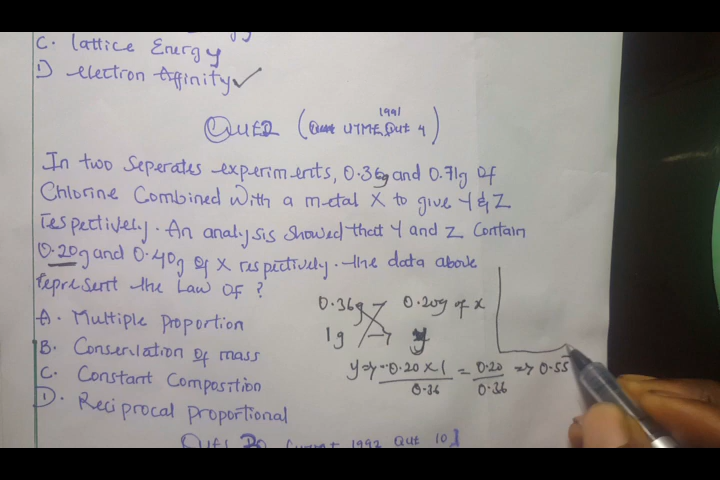 C. Lattice Energy
D electron Affinity ✓
QUE2 ( UTME, Qut 4 )
1991
In two Seperates experiments, 0.36g and 0.71g of
Chlorine Combined with a metal X to give Y & Z
respectively. An analysis showed that Y and Z Contain
0.20g and 0.40g of X respectively. The data above
represent the Law of ?
A. Multiple Proportion
B. Conservation of mass
C. Constant Composition
D. Reciprocal Proportional
0.36g → 0.20g of x
1g → y
y => 0.20 x 1 / 0.36 = 0.20 / 0.36 => 0.55
1992 Qut 10